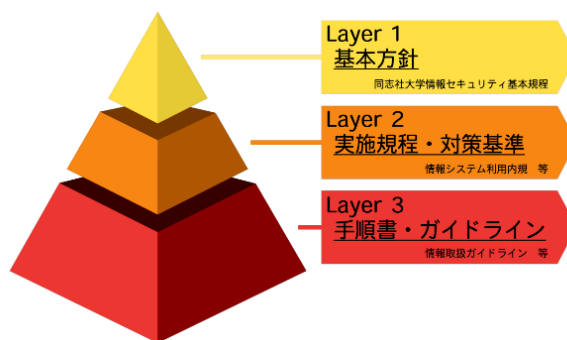 Layer 1
基本方針
同志社大学情報セキュリティ基本規程
Layer 2
実施規程・対策基準
情報システム利用内規　等
Layer 3
手順書・ガイドライン
情報取扱ガイドライン　等